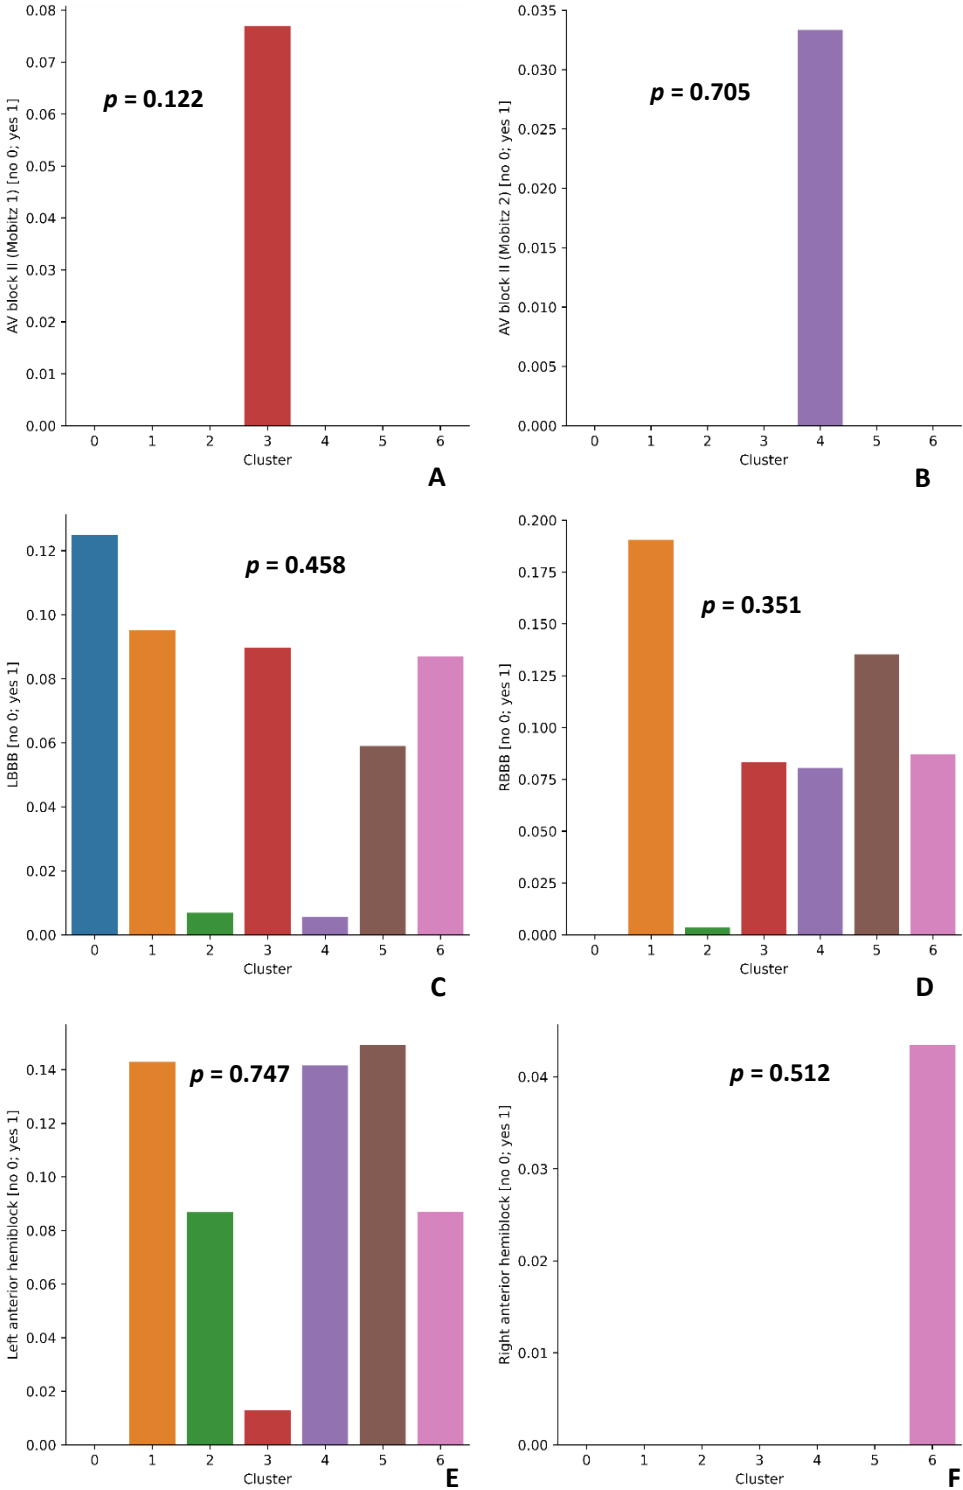 0.08
0.07
0.06
0.05
0.04
0.03
0.02
0.01
0.00
AV block II (Mobitz 1) [no 0; yes 1]
p = 0.122
0 1 2 3 4 5 6
Cluster
A
0.035
0.030
0.025
0.020
0.015
0.010
0.005
0.000
AV block II (Mobitz 2) [no 0; yes 1]
p = 0.705
0 1 2 3 4 5 6
Cluster
B
0.12
0.10
0.08
0.06
0.04
0.02
0.00
LBBB [no 0; yes 1]
p = 0.458
0 1 2 3 4 5 6
Cluster
C
0.200
0.175
0.150
0.125
0.100
0.075
0.050
0.025
0.000
RBBB [no 0; yes 1]
p = 0.351
0 1 2 3 4 5 6
Cluster
D
0.14
0.12
0.10
0.08
0.06
0.04
0.02
0.00
Left anterior hemiblock [no 0; yes 1]
p = 0.747
0 1 2 3 4 5 6
Cluster
E
0.04
0.03
0.02
0.01
0.00
Right anterior hemiblock [no 0; yes 1]
p = 0.512
0 1 2 3 4 5 6
Cluster
F